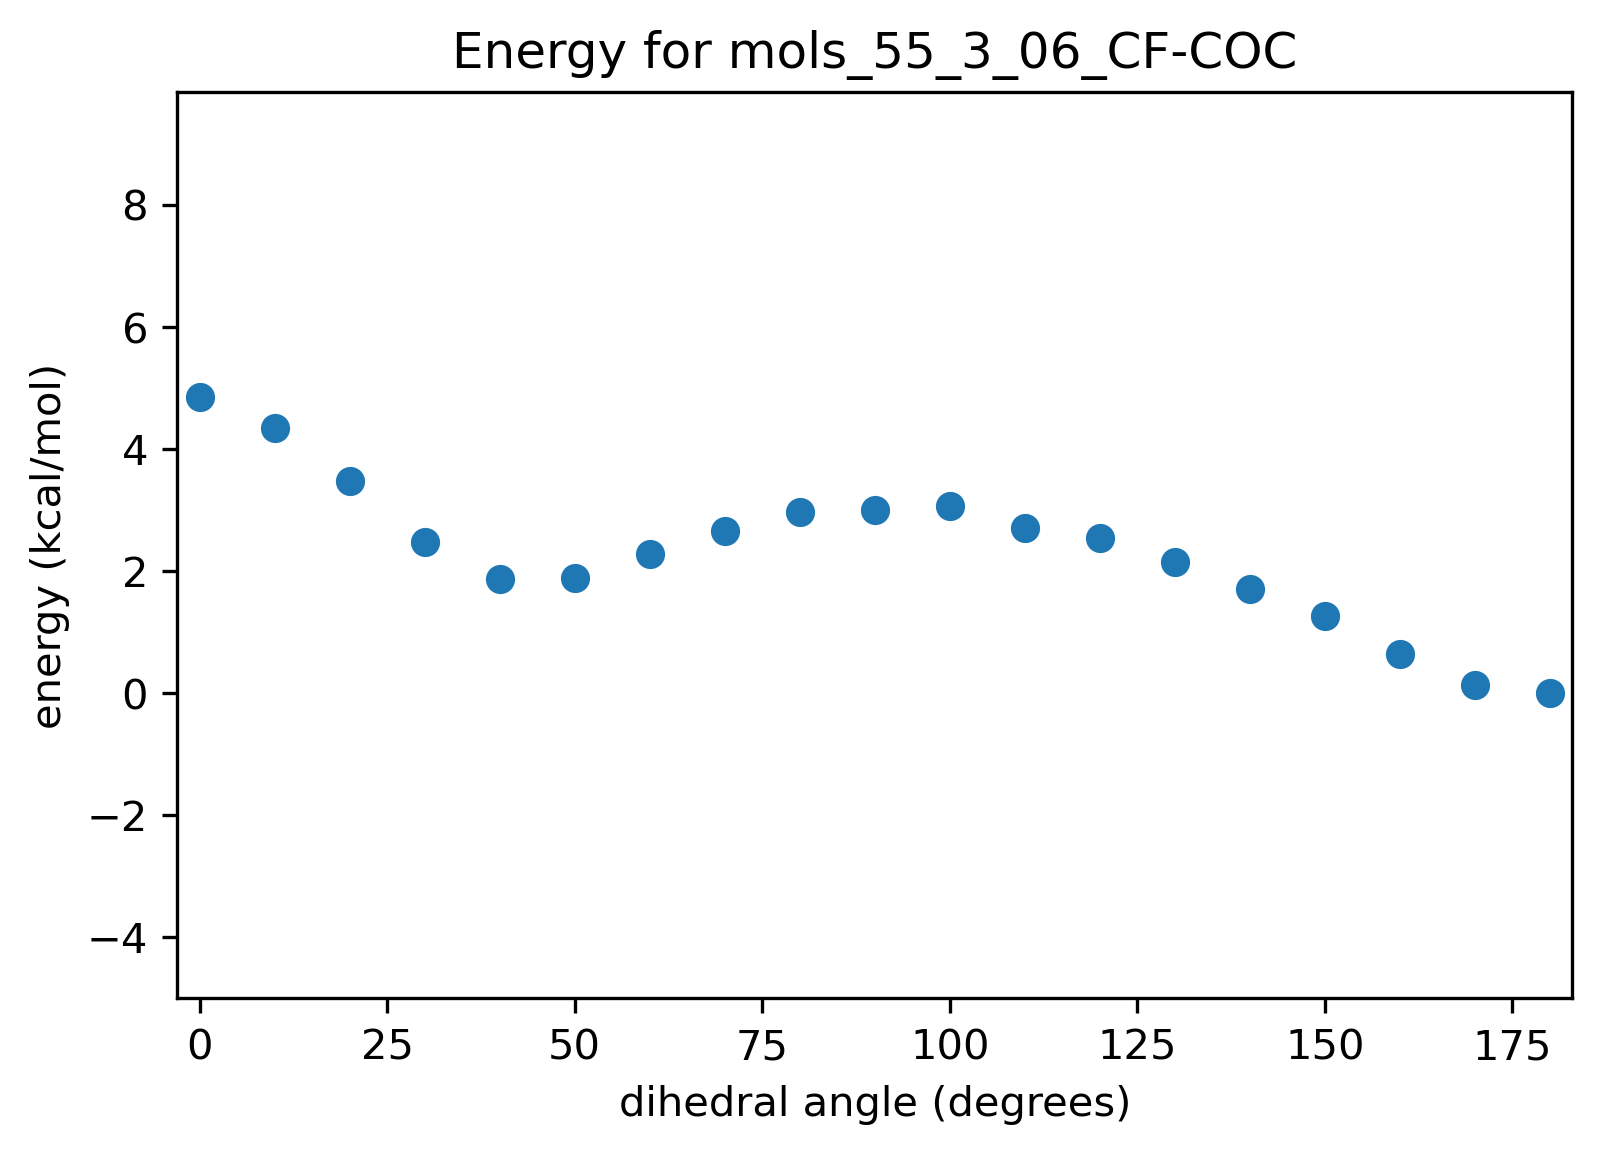 Energy for mols_55_3_06_CF-COC
8
6
4
2
0
−2
−4
energy (kcal/mol)
0 25 50 75 100 125 150 175
dihedral angle (degrees)